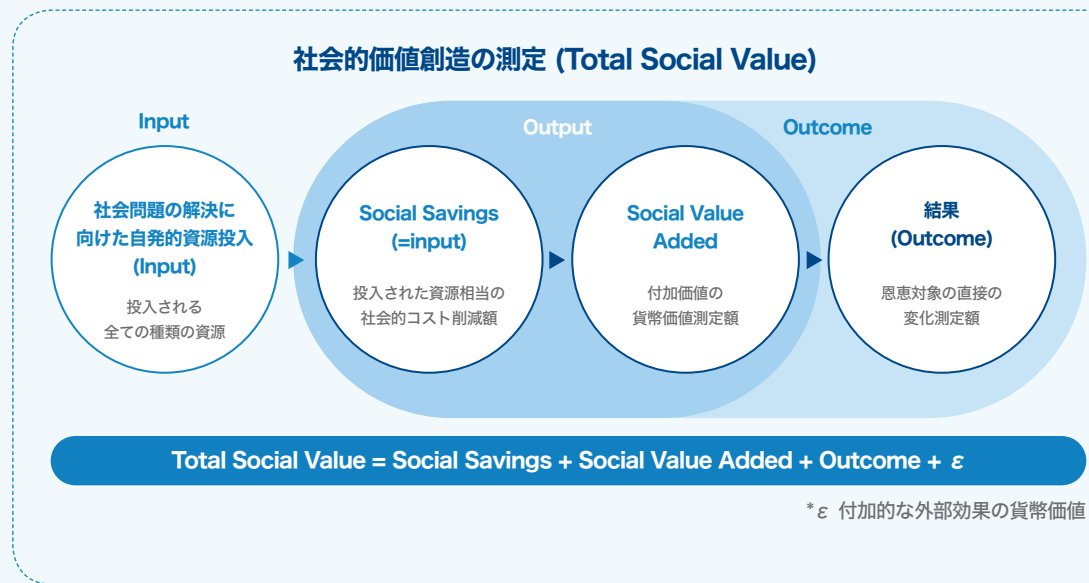 社会的価値創造の測定 (Total Social Value)
Input
Output
Outcome
社会問題の解決に
向けた自発的資源投入
(Input)
投入される
全ての種類の資源
Social Savings
(=input)
投入された資源相当の
社会的コスト削減額
Social Value
Added
付加価値の
貨幣価値測定額
結果
(Outcome)
恩恵対象の直接の
変化測定額
Total Social Value = Social Savings + Social Value Added + Outcome + ε
*ε 付加的な外部効果の貨幣価値